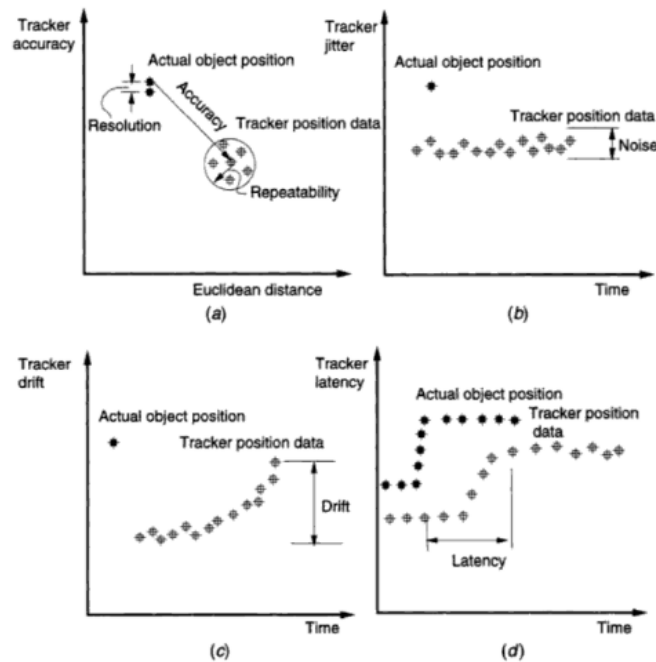 Tracker
accuracy
Actual object position
Resolution
Accuracy
Tracker position data
Repeatability
Euclidean distance
(a)
Tracker
jitter
Actual object position
Tracker position data
Noise
Time
(b)
Tracker
drift
Actual object position
Tracker position data
Drift
Time
(c)
Tracker
latency
Actual object position
Tracker position
data
Latency
Time
(d)